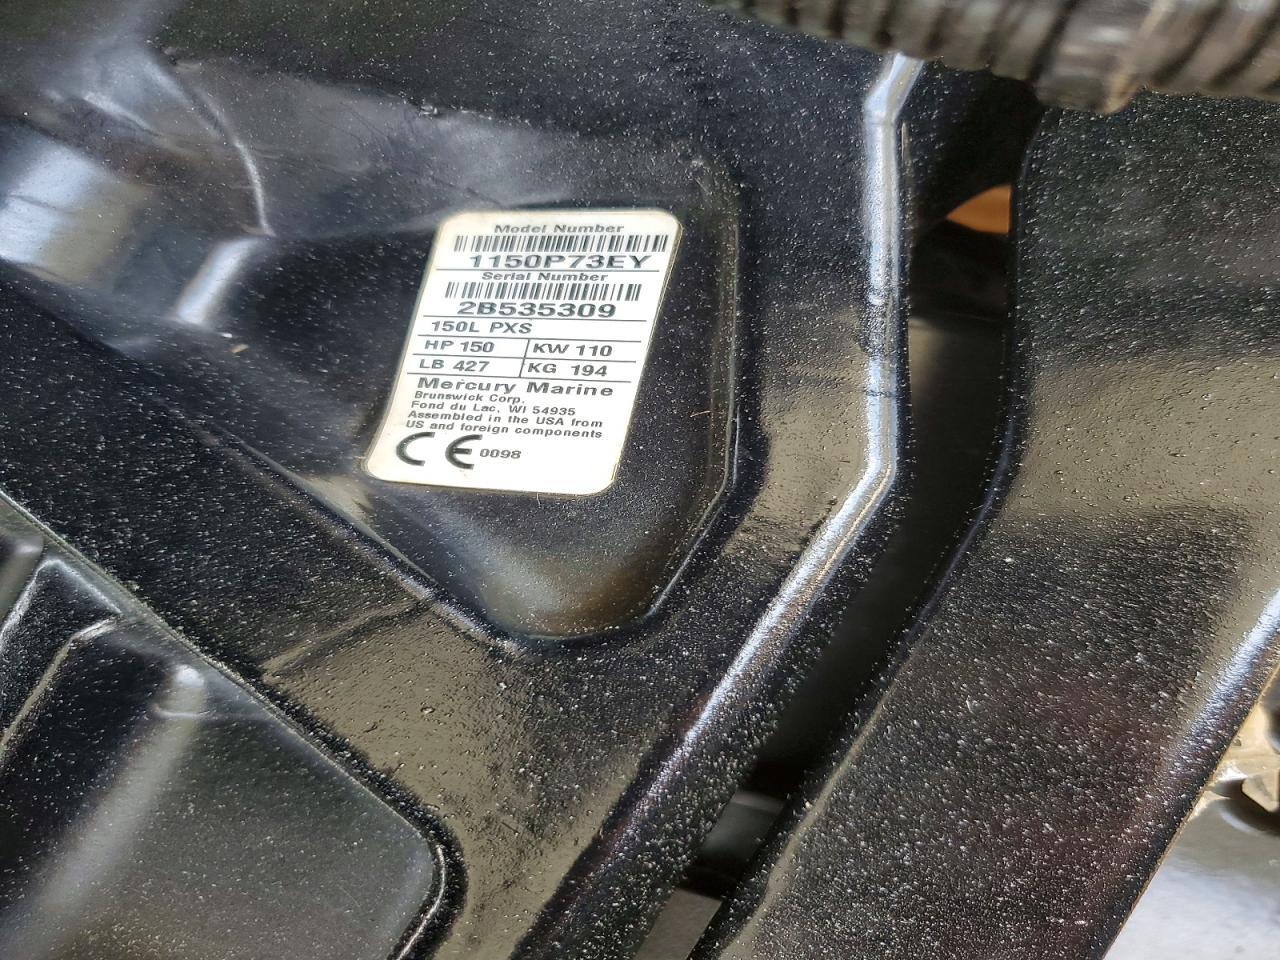 Model Number
1150P73EY
Serial Number
2B535309
150L PXS
HP 150 KW 110
LB 427 KG 194
Mercury Marine
Brunswick Corp.
Fond du Lac, WI 54935
Assembled in the USA from
US and foreign components
CE 0098